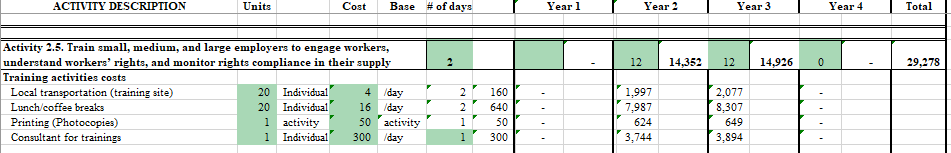 ACTIVITY DESCRIPTION Units Cost Base # of days Year 1 Year 2 Year 3 Year 4 Total
Activity 2.5. Train small, medium, and large employers to engage workers,
understand workers' rights, and monitor rights compliance in their supply 2 - 12 14,352 12 14,926 0 - 29,278
Training activities costs
Local transportation (training site) 20 Individual 4 /day 2 160 - 1,997 2,077 -
Lunch/coffee breaks 20 Individual 16 /day 2 640 - 7,987 8,307 -
Printing (Photocopies) 1 activity 50 activity 1 50 - 624 649 -
Consultant for trainings 1 Individual 300 /day 1 300 - 3,744 3,894 -